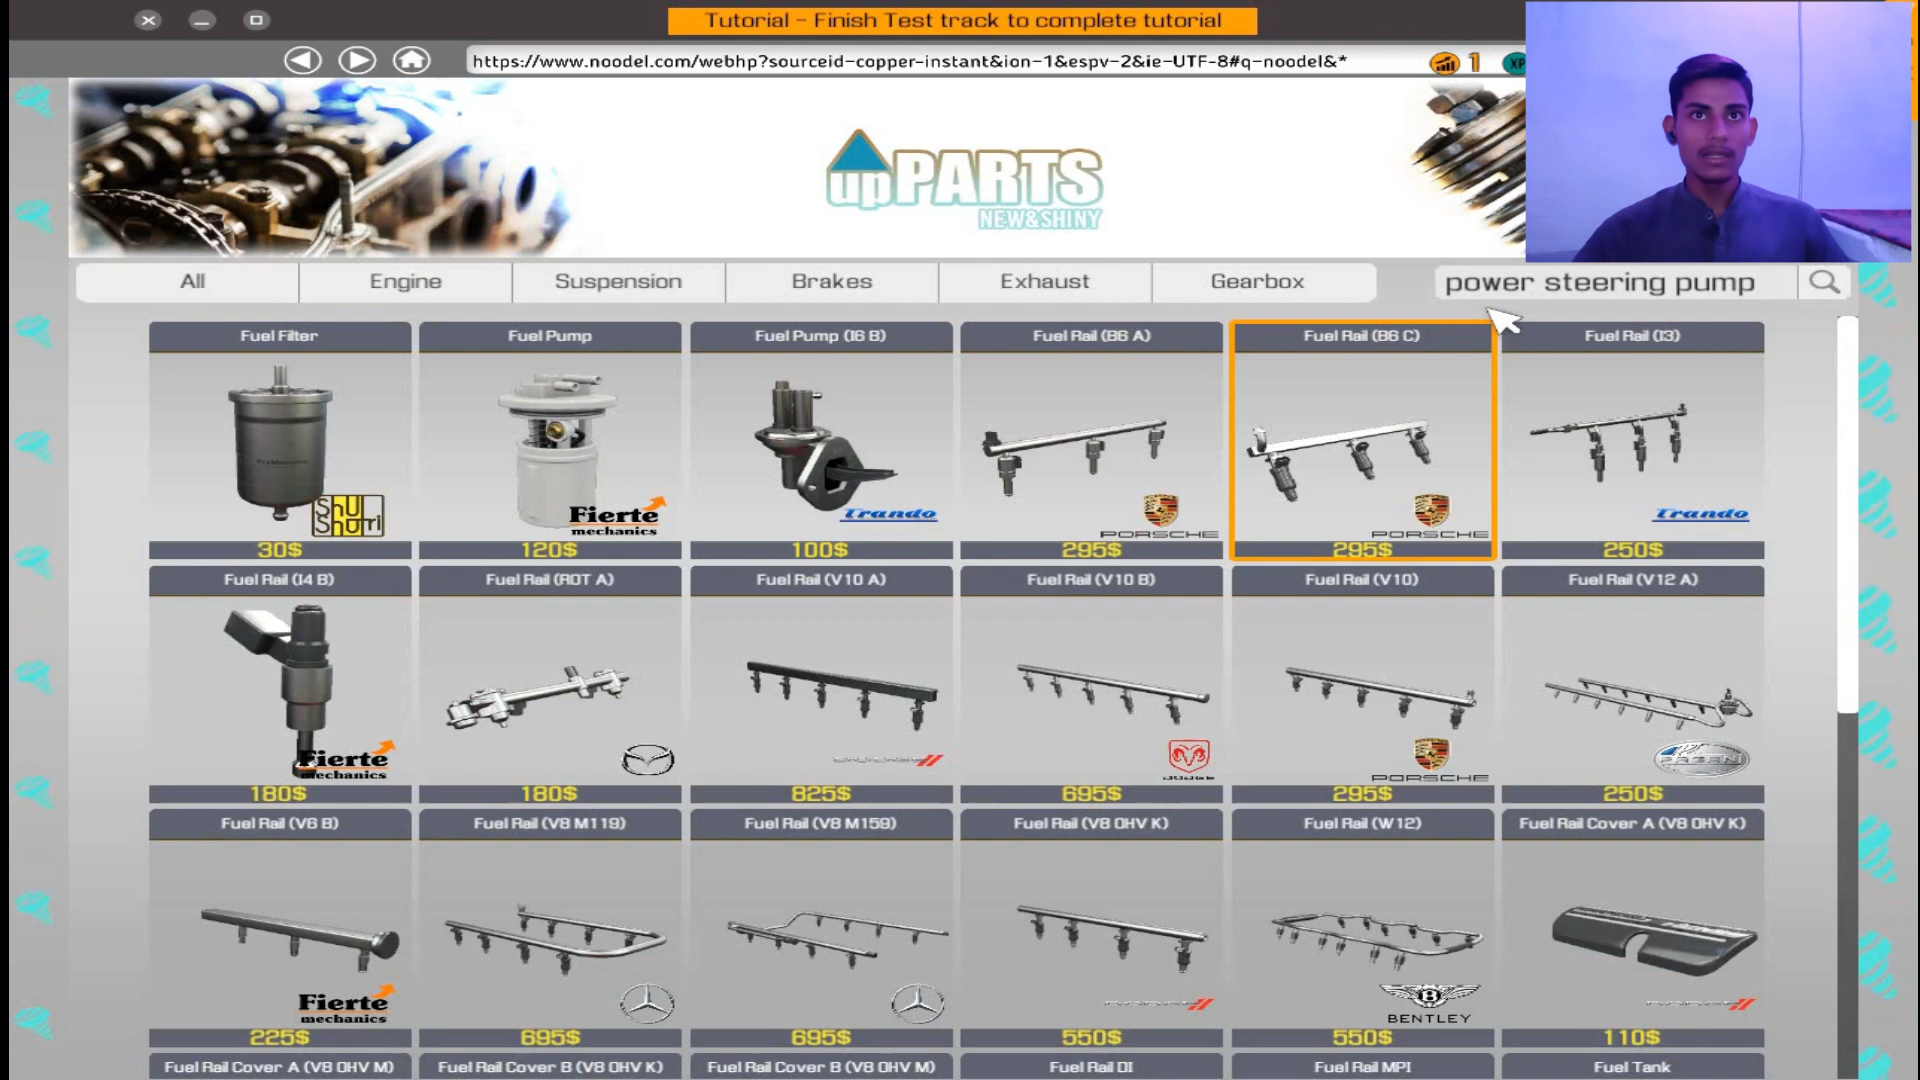 Tutorial - Finish Test track to complete tutorial
https://www.noodel.com/webhp?sourceid-copper-instant&ion-1&espv-2&ie-UTF-8#q-noodel&*
1
XP
upPARTS
NEW&SHINY
All Engine Suspension Brakes Exhaust Gearbox power steering pump
Fuel Filter Fuel Pump Fuel Pump (I6 B) Fuel Rail (B6 A) Fuel Rail (B6 C) Fuel Rail (I3)
Fierte mechanics Trando PORSCHE PORSCHE Trando
30$ 120$ 100$ 295$ 295$ 250$
Fuel Rail (I4 B) Fuel Rail (ROT A) Fuel Rail (V10 A) Fuel Rail (V10 B) Fuel Rail (V10) Fuel Rail (V12 A)
Fierte mechanics PORSCHE PAGANI
180$ 180$ 825$ 695$ 295$ 250$
Fuel Rail (V6 B) Fuel Rail (V8 M119) Fuel Rail (V8 M159) Fuel Rail (V8 OHV K) Fuel Rail (W12) Fuel Rail Cover A (V8 OHV K)
Fierte mechanics B BENTLEY
225$ 695$ 695$ 550$ 550$ 110$
Fuel Rail Cover A (V8 OHV M) Fuel Rail Cover B (V8 OHV K) Fuel Rail Cover B (V8 OHV M) Fuel Rail DI Fuel Rail MPI Fuel Tank